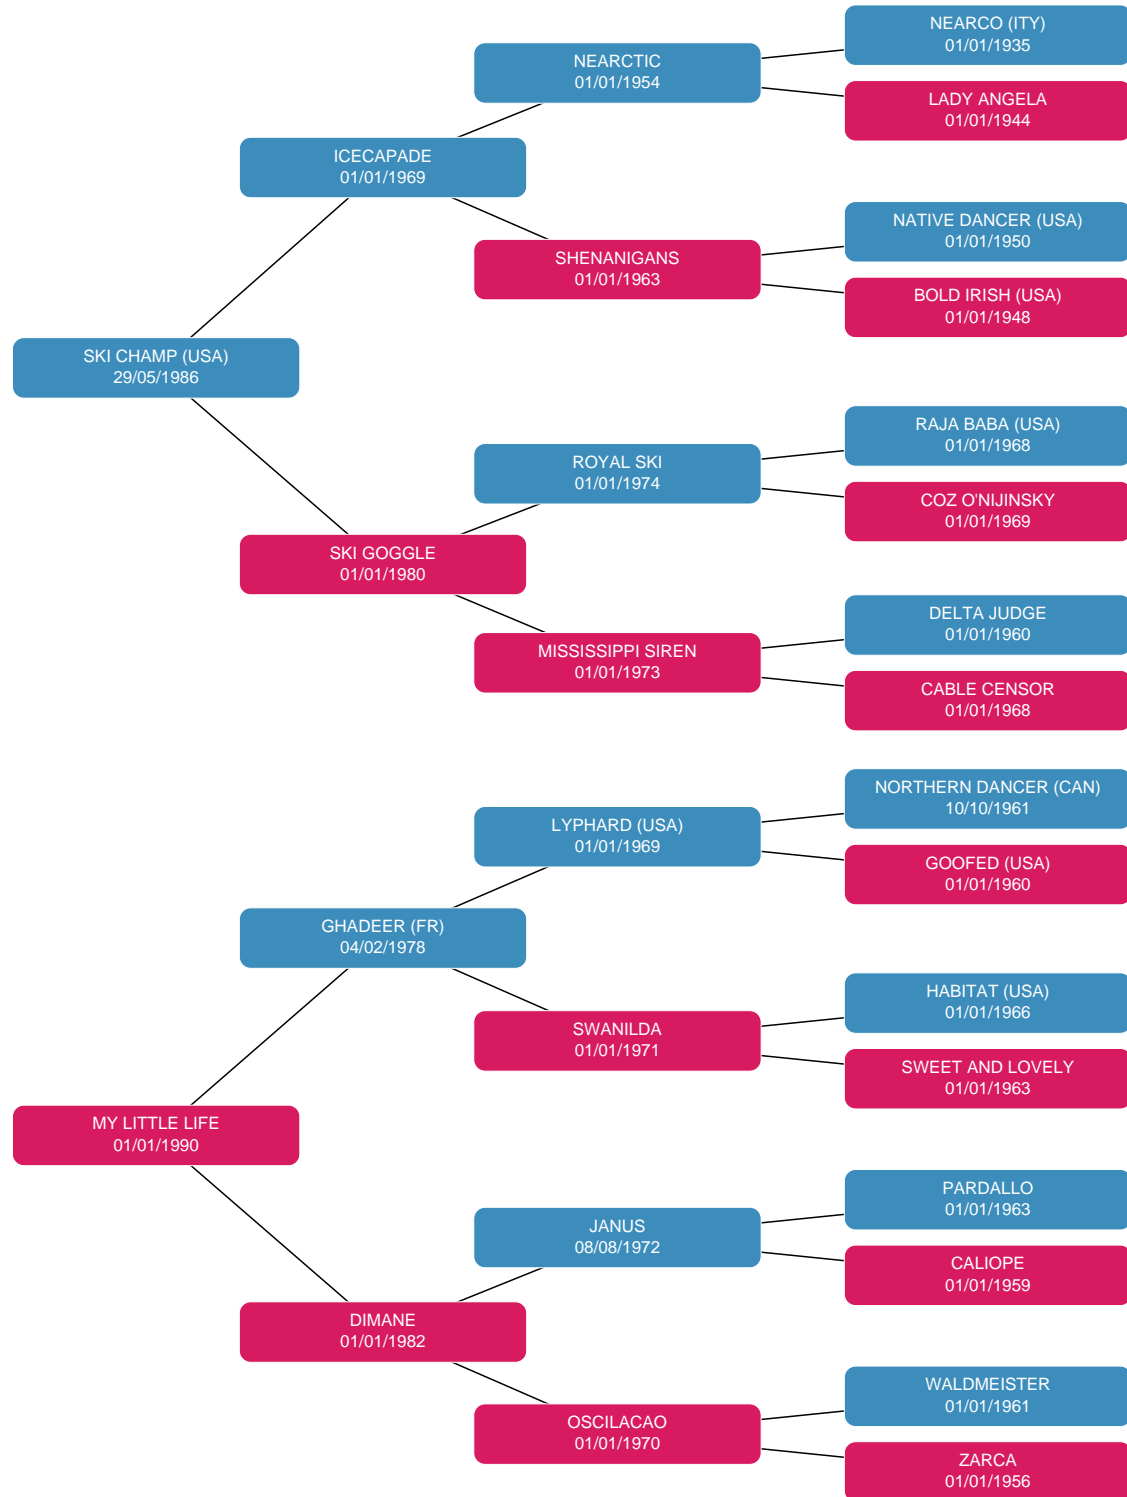 NEARCO (ITY)
01/01/1935
NEARCTIC
01/01/1954
LADY ANGELA
01/01/1944
ICECAPADE
01/01/1969
NATIVE DANCER (USA)
01/01/1950
SHENANIGANS
01/01/1963
BOLD IRISH (USA)
01/01/1948
SKI CHAMP (USA)
29/05/1986
RAJA BABA (USA)
01/01/1968
ROYAL SKI
01/01/1974
COZ O'NIJINSKY
01/01/1969
SKI GOGGLE
01/01/1980
DELTA JUDGE
01/01/1960
MISSISSIPPI SIREN
01/01/1973
CABLE CENSOR
01/01/1968
NORTHERN DANCER (CAN)
10/10/1961
LYPHARD (USA)
01/01/1969
GOOFED (USA)
01/01/1960
GHADEER (FR)
04/02/1978
HABITAT (USA)
01/01/1966
SWANILDA
01/01/1971
SWEET AND LOVELY
01/01/1963
MY LITTLE LIFE
01/01/1990
PARDALLO
01/01/1963
JANUS
08/08/1972
CALIOPE
01/01/1959
DIMANE
01/01/1982
WALDMEISTER
01/01/1961
OSCILACAO
01/01/1970
ZARCA
01/01/1956